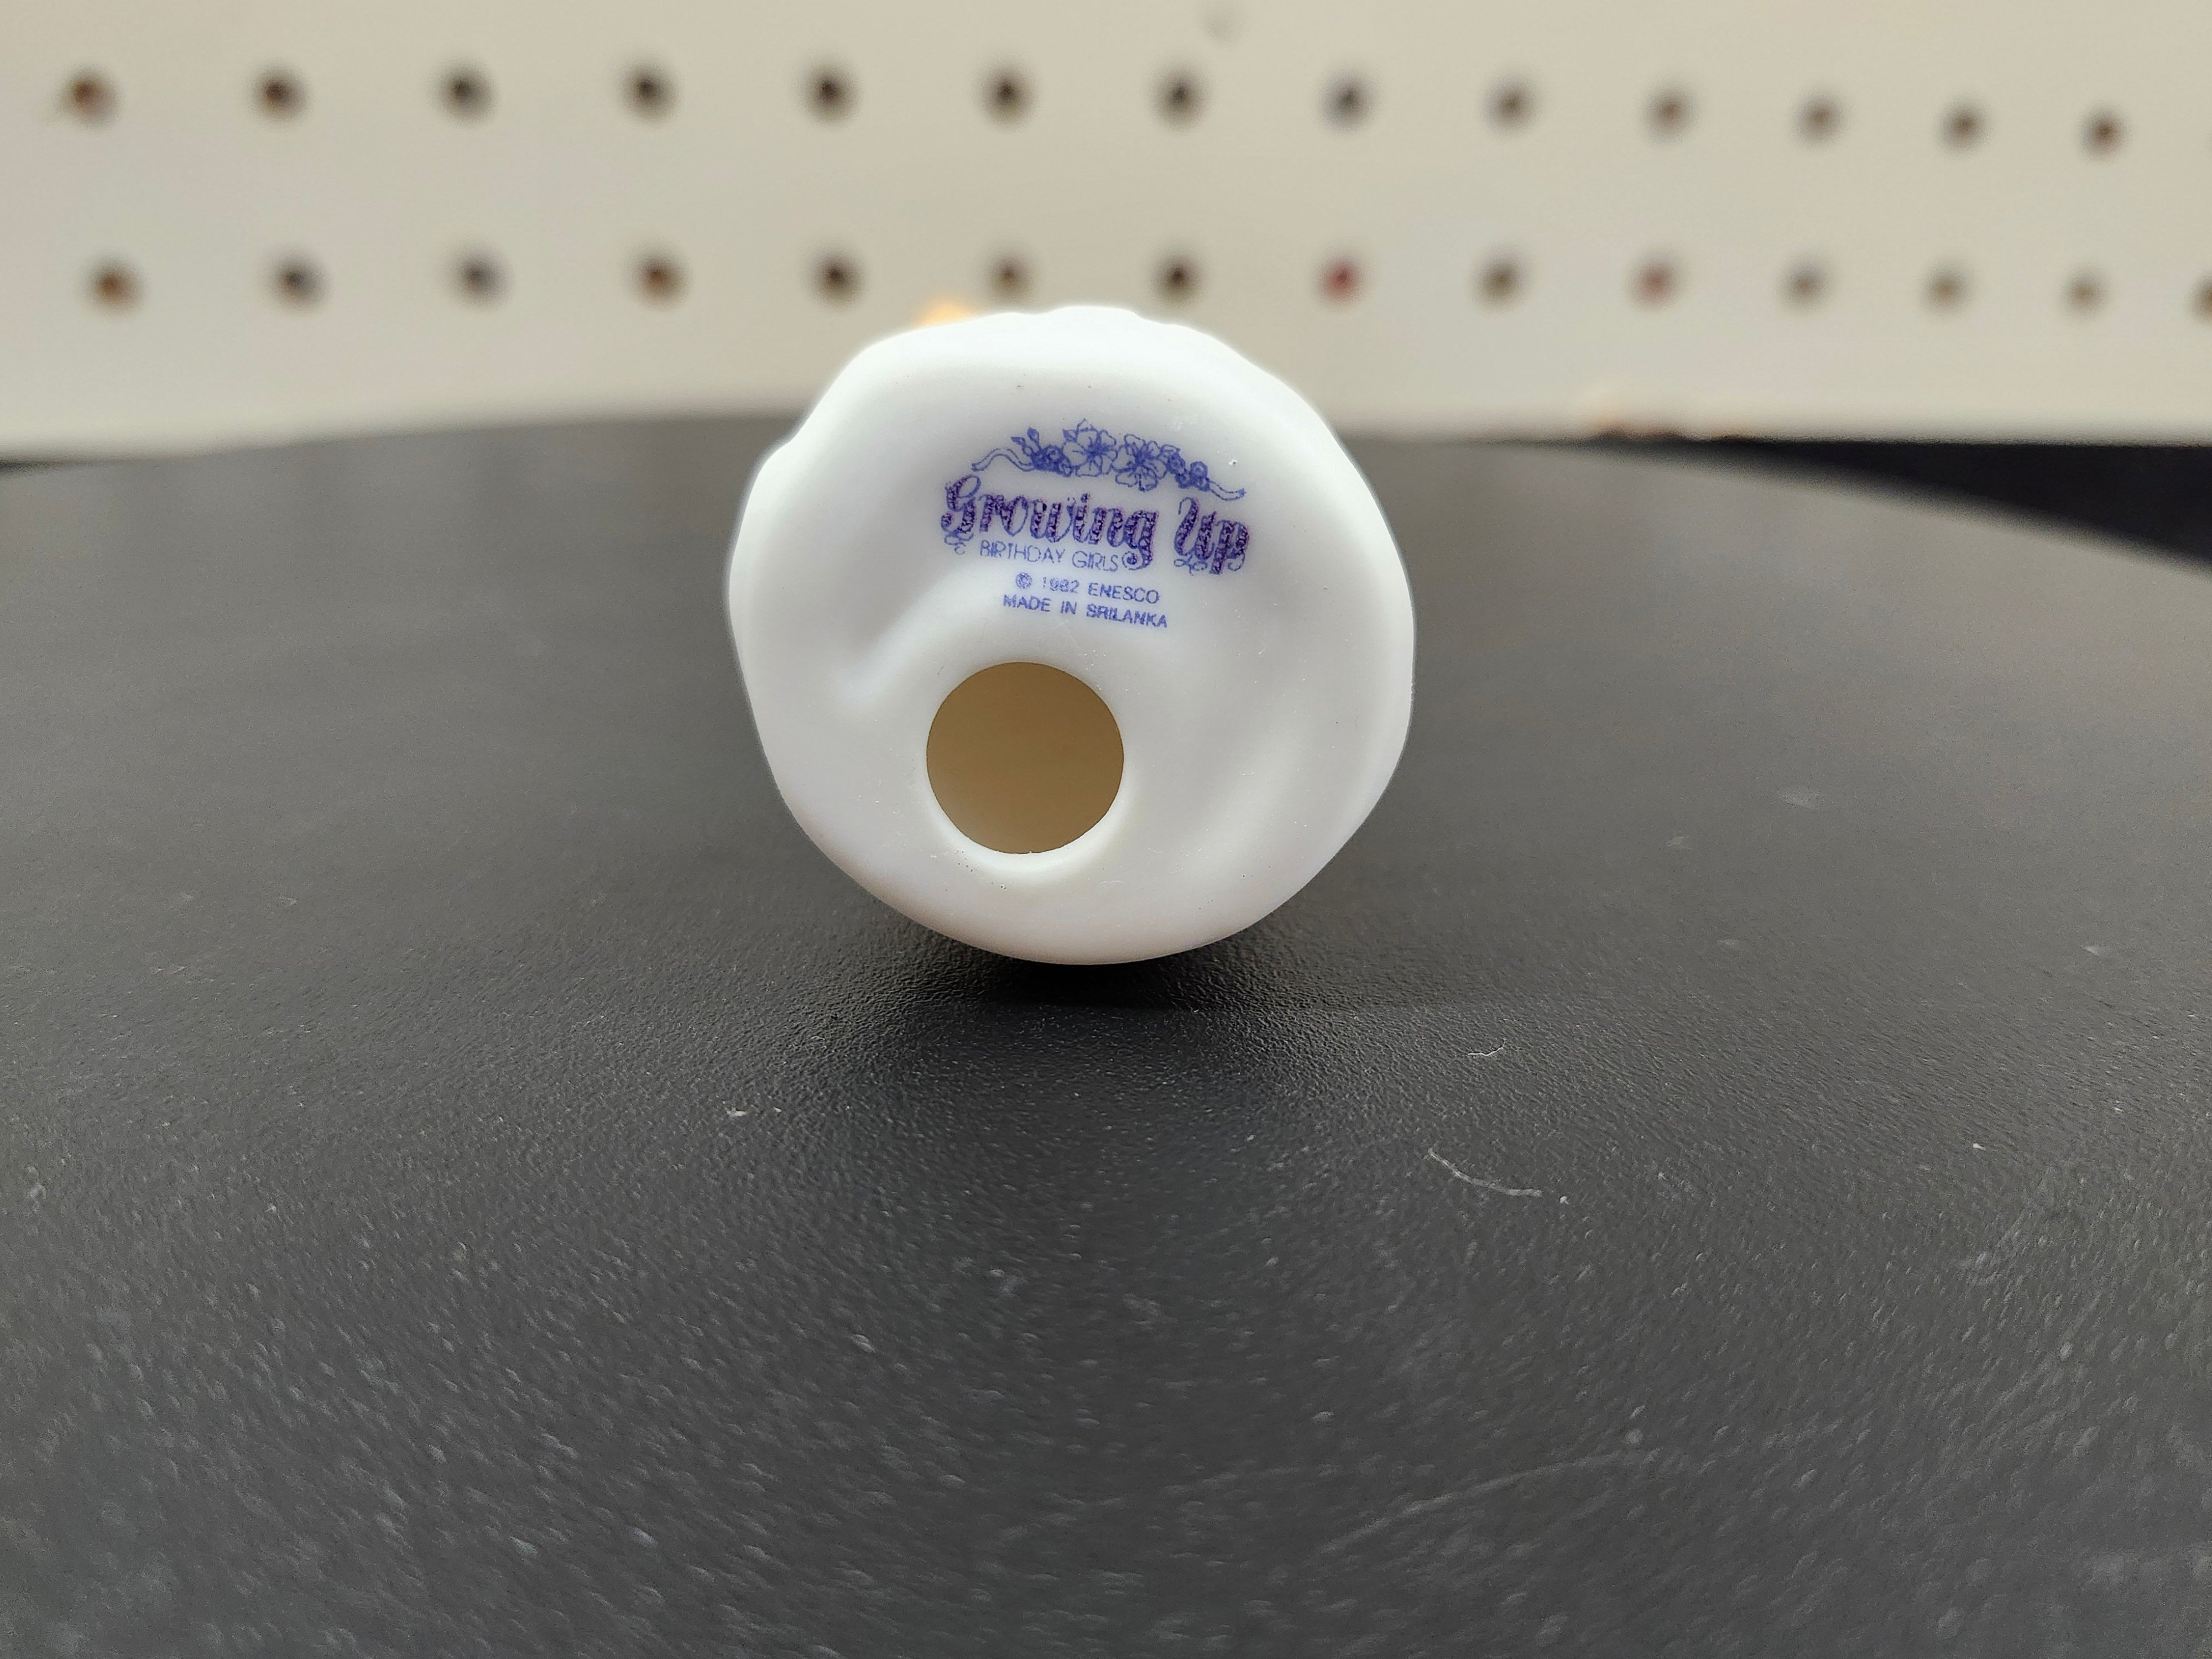 Growing Up
BIRTHDAY GIRLS
© 1982 ENESCO
MADE IN SRILANKA